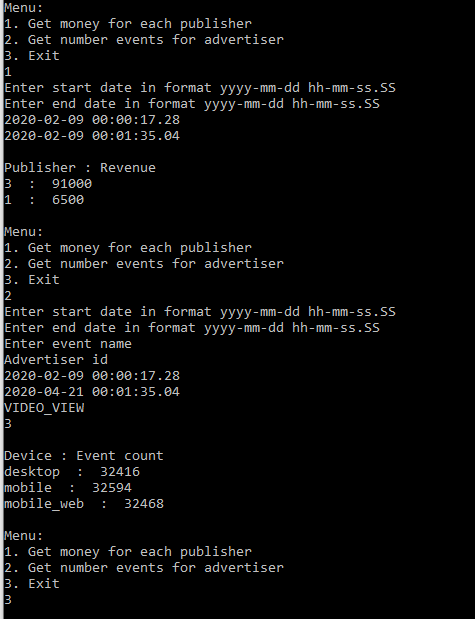 Menu:
1. Get money for each publisher
2. Get number events for advertiser
3. Exit
1
Enter start date in format yyyy-mm-dd hh-mm-ss.SS
Enter end date in format yyyy-mm-dd hh-mm-ss.SS
2020-02-09 00:00:17.28
2020-02-09 00:01:35.04
Publisher : Revenue
3  :  91000
1  :  6500
Menu:
1. Get money for each publisher
2. Get number events for advertiser
3. Exit
2
Enter start date in format yyyy-mm-dd hh-mm-ss.SS
Enter end date in format yyyy-mm-dd hh-mm-ss.SS
Enter event name
Advertiser id
2020-02-09 00:00:17.28
2020-04-21 00:01:35.04
VIDEO_VIEW
3
Device : Event count
desktop  :  32416
mobile  :  32594
mobile_web  :  32468
Menu:
1. Get money for each publisher
2. Get number events for advertiser
3. Exit
3